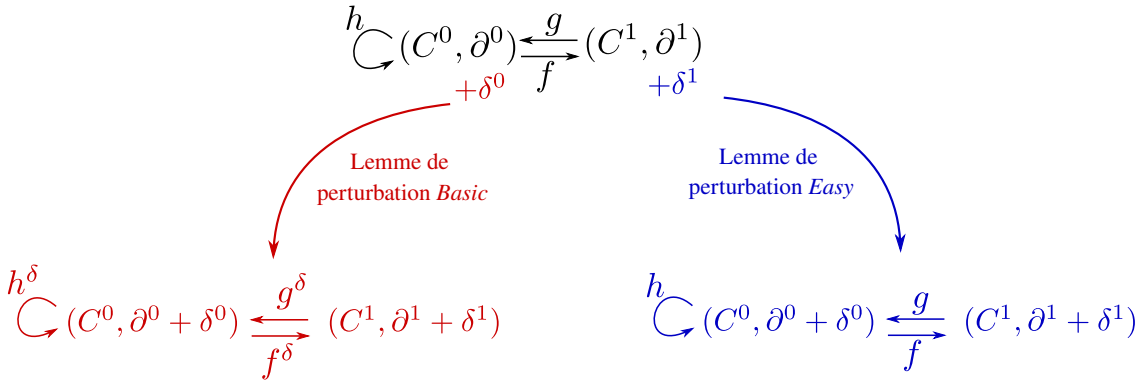 h
(C⁰, ∂⁰) g (C¹, ∂¹)
f
+δ⁰ +δ¹
Lemme de
perturbation Basic
Lemme de
perturbation Easy
h^δ
(C⁰, ∂⁰ + δ⁰) g^δ (C¹, ∂¹ + δ¹)
f^δ
h
(C⁰, ∂⁰ + δ⁰) g (C¹, ∂¹ + δ¹)
f